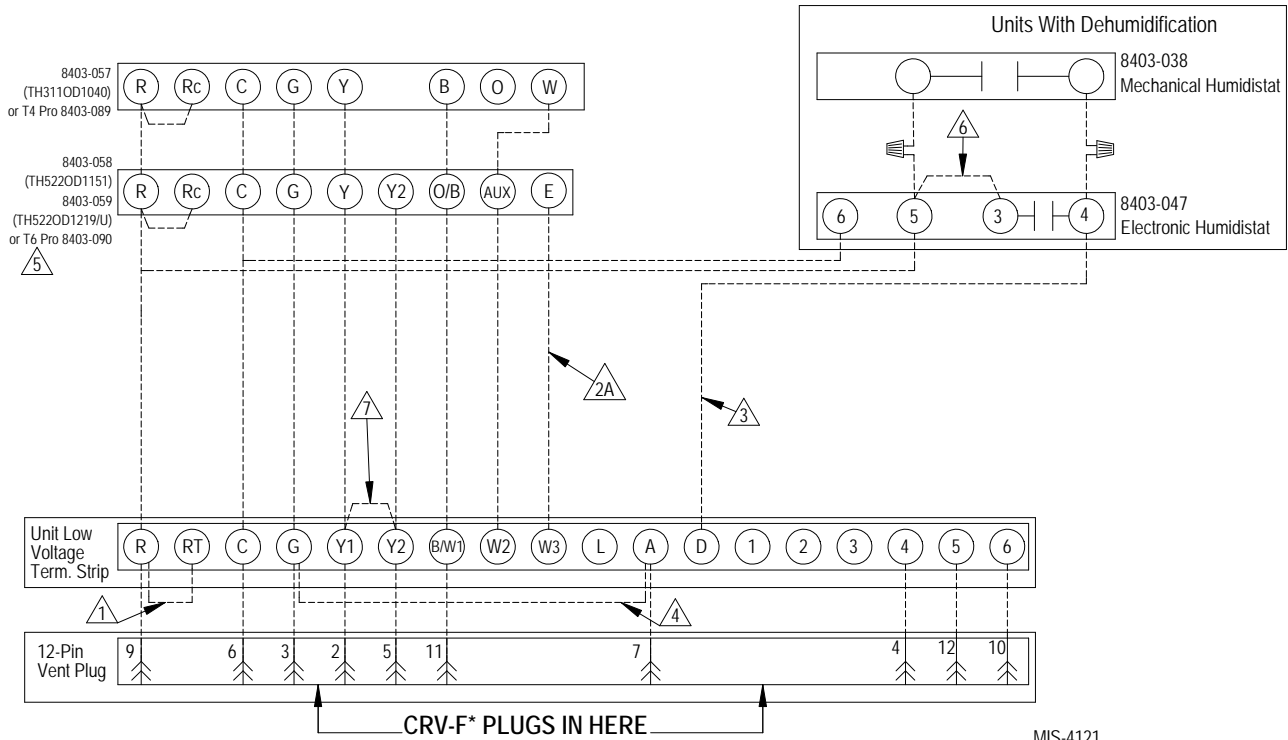 Units With Dehumidification
8403-038
Mechanical Humidistat
6
8403-047
Electronic Humidistat
6 5 3 4
8403-057
(TH311OD1040)
or T4 Pro 8403-089
R Rc C G Y B O W
8403-058
(TH522OD1151)
8403-059
(TH522OD1219/U)
or T6 Pro 8403-090
5
R Rc C G Y Y2 O/B AUX E
2A
7
3
Unit Low
Voltage
Term. Strip
R RT C G Y1 Y2 B/W1 W2 W3 L A D 1 2 3 4 5 6
1
4
12-Pin
Vent Plug
9 6 3 2 5 11 7 4 12 10
CRV-F* PLUGS IN HERE
MIS-4121